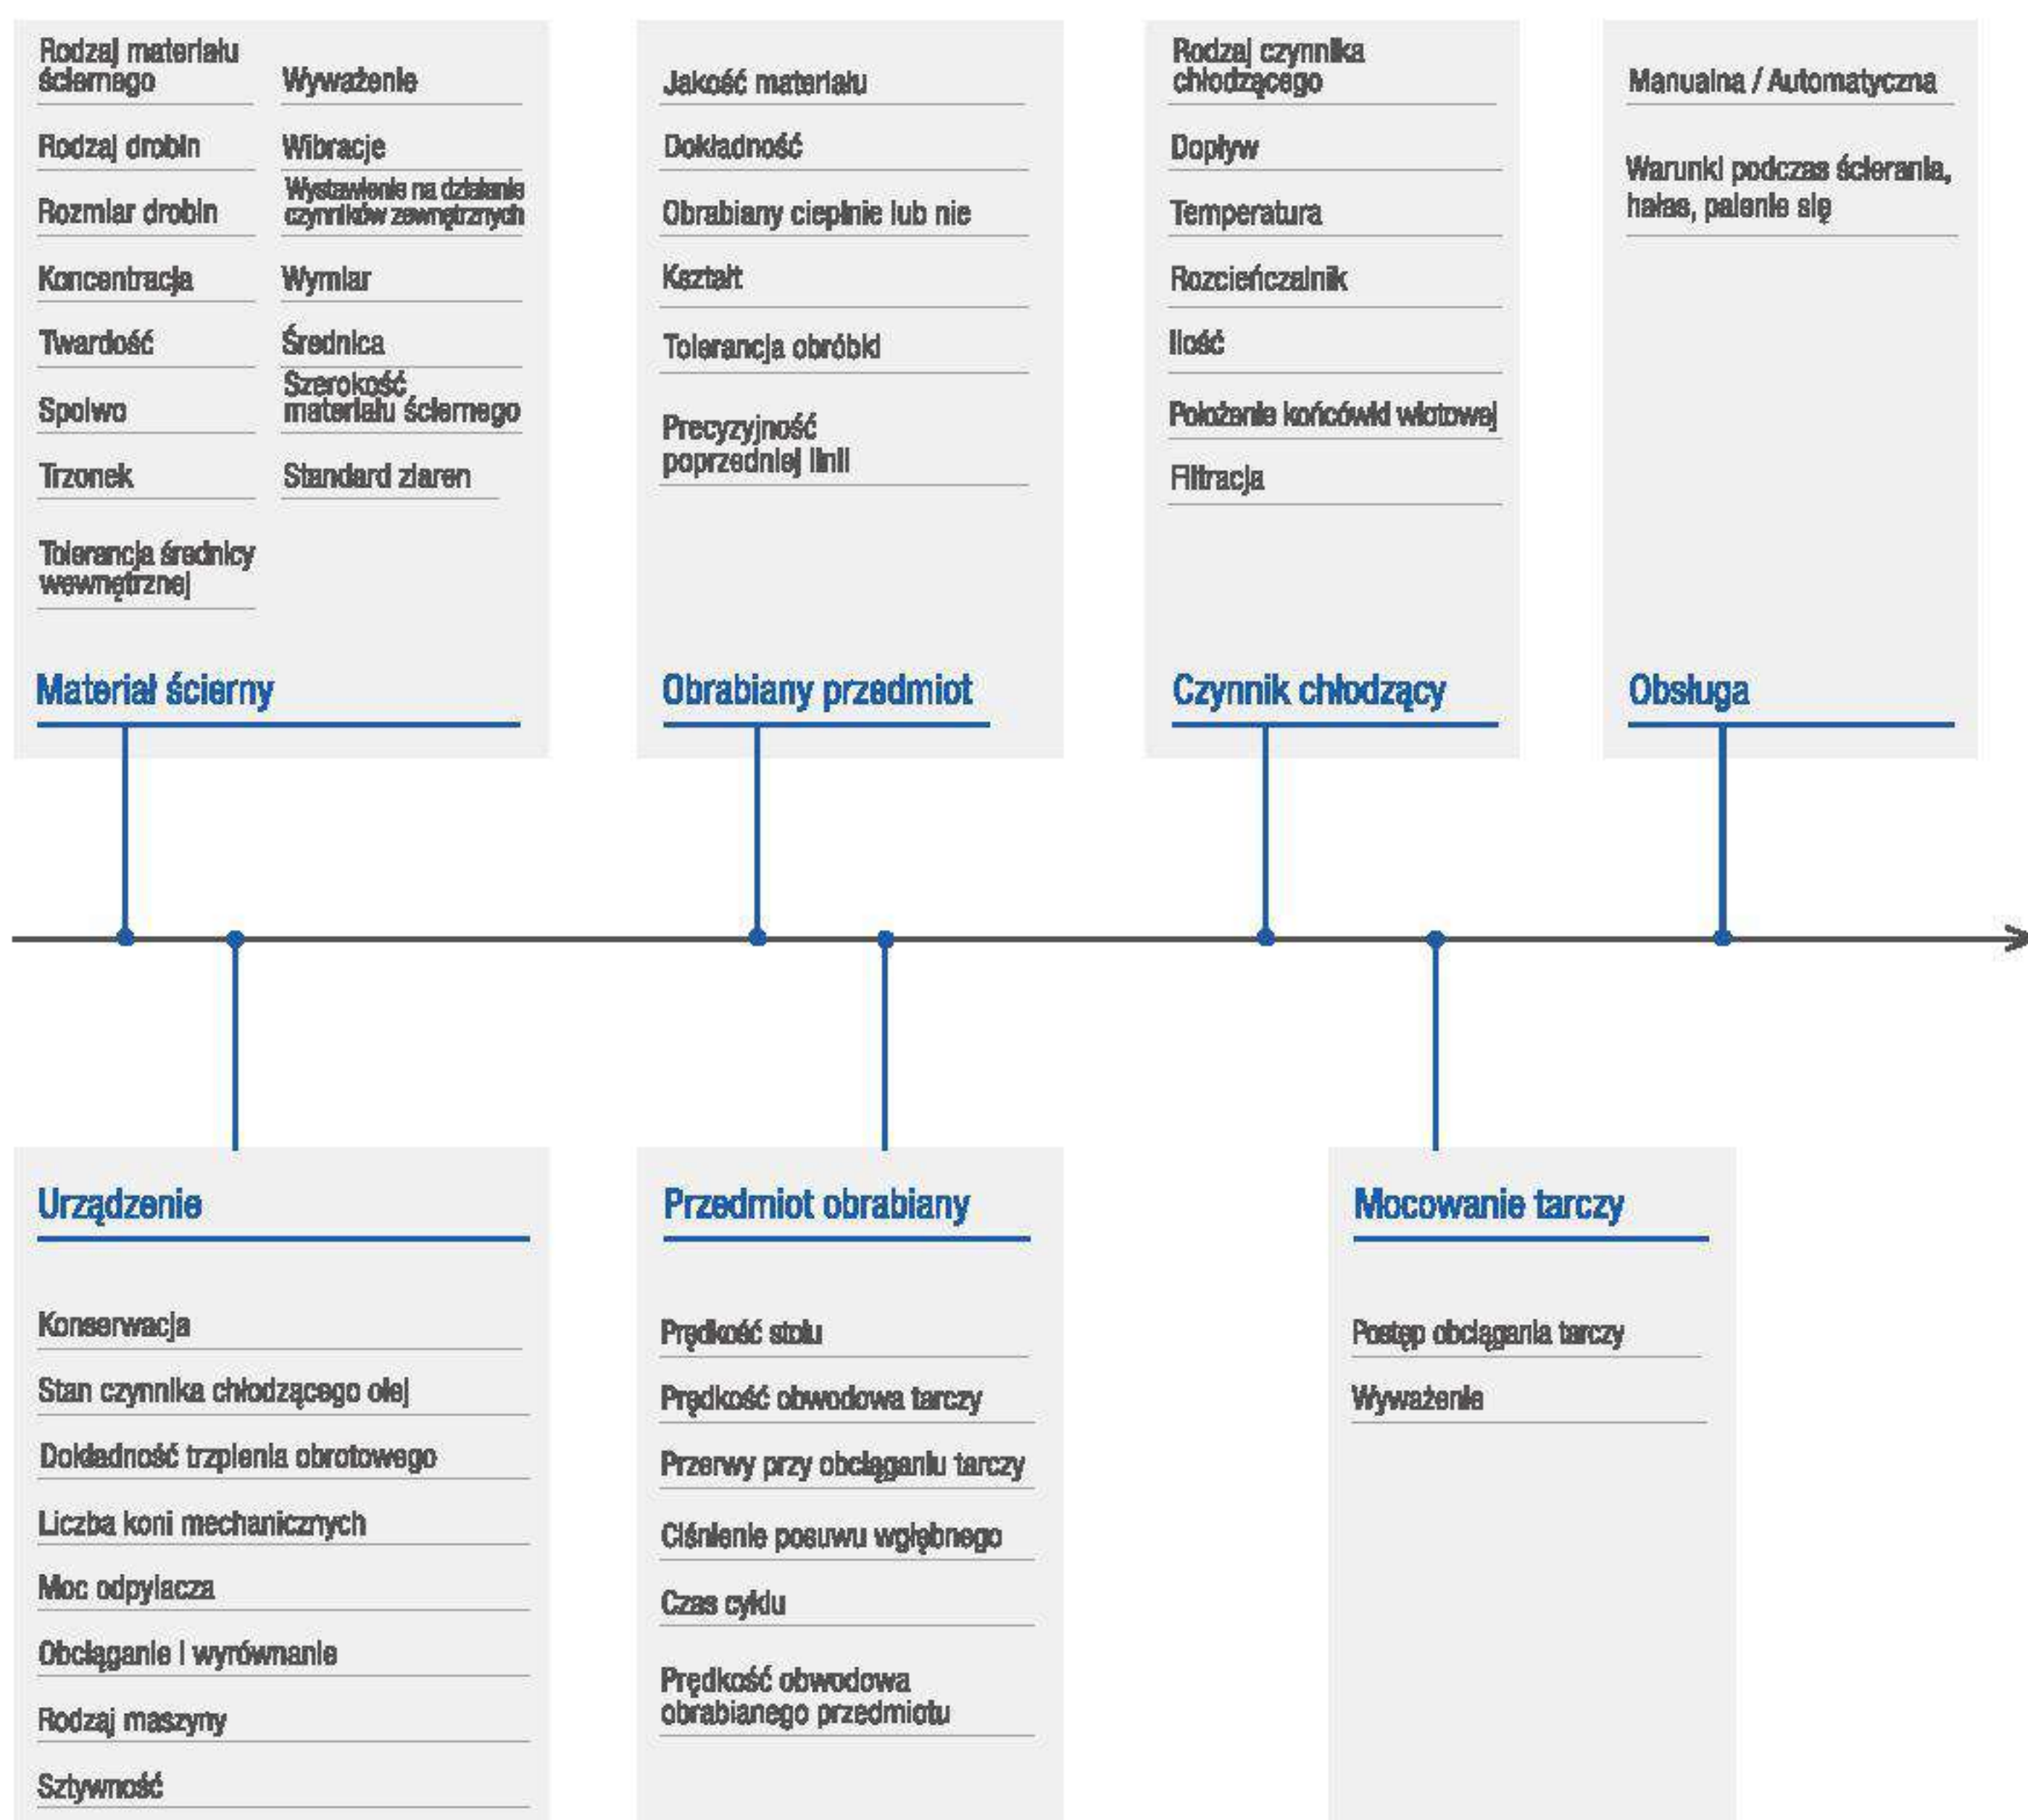 Rodzaj materiału
ściernego
Rodzaj drobin
Rozmiar drobin
Koncentracja
Twardość
Spoiwo
Trzonek
Tolerancja średnicy
wewnętrznej
Wyważenie
Wibracje
Wystawienie na działanie
czynników zewnętrznych
Wymiar
Średnica
Szerokość
materiału ściernego
Standard ziaren
Materiał ścierny
Jakość materiału
Dokładność
Obrabiany cieplnie lub nie
Kształt
Tolerancja obróbki
Precyzyjność
poprzedniej linii
Obrabiany przedmiot
Rodzaj czynnika
chłodzącego
Dopływ
Temperatura
Rozcieńczalnik
Ilość
Położenie końcówki wlotowej
Filtracja
Czynnik chłodzący
Manualna / Automatyczna
Warunki podczas ścierania,
hałas, palenie się
Obsługa
Urządzenie
Konserwacja
Stan czynnika chłodzącego olej
Dokładność trzpienia obrotowego
Liczba koni mechanicznych
Moc odpylacza
Obciąganie i wyrównanie
Rodzaj maszyny
Sztywność
Przedmiot obrabiany
Prędkość stołu
Prędkość obwodowa tarczy
Przerwy przy obciąganiu tarczy
Ciśnienie posuwu wgłębnego
Czas cyklu
Prędkość obwodowa
obrabianego przedmiotu
Mocowanie tarczy
Postęp obciągania tarczy
Wyważenie